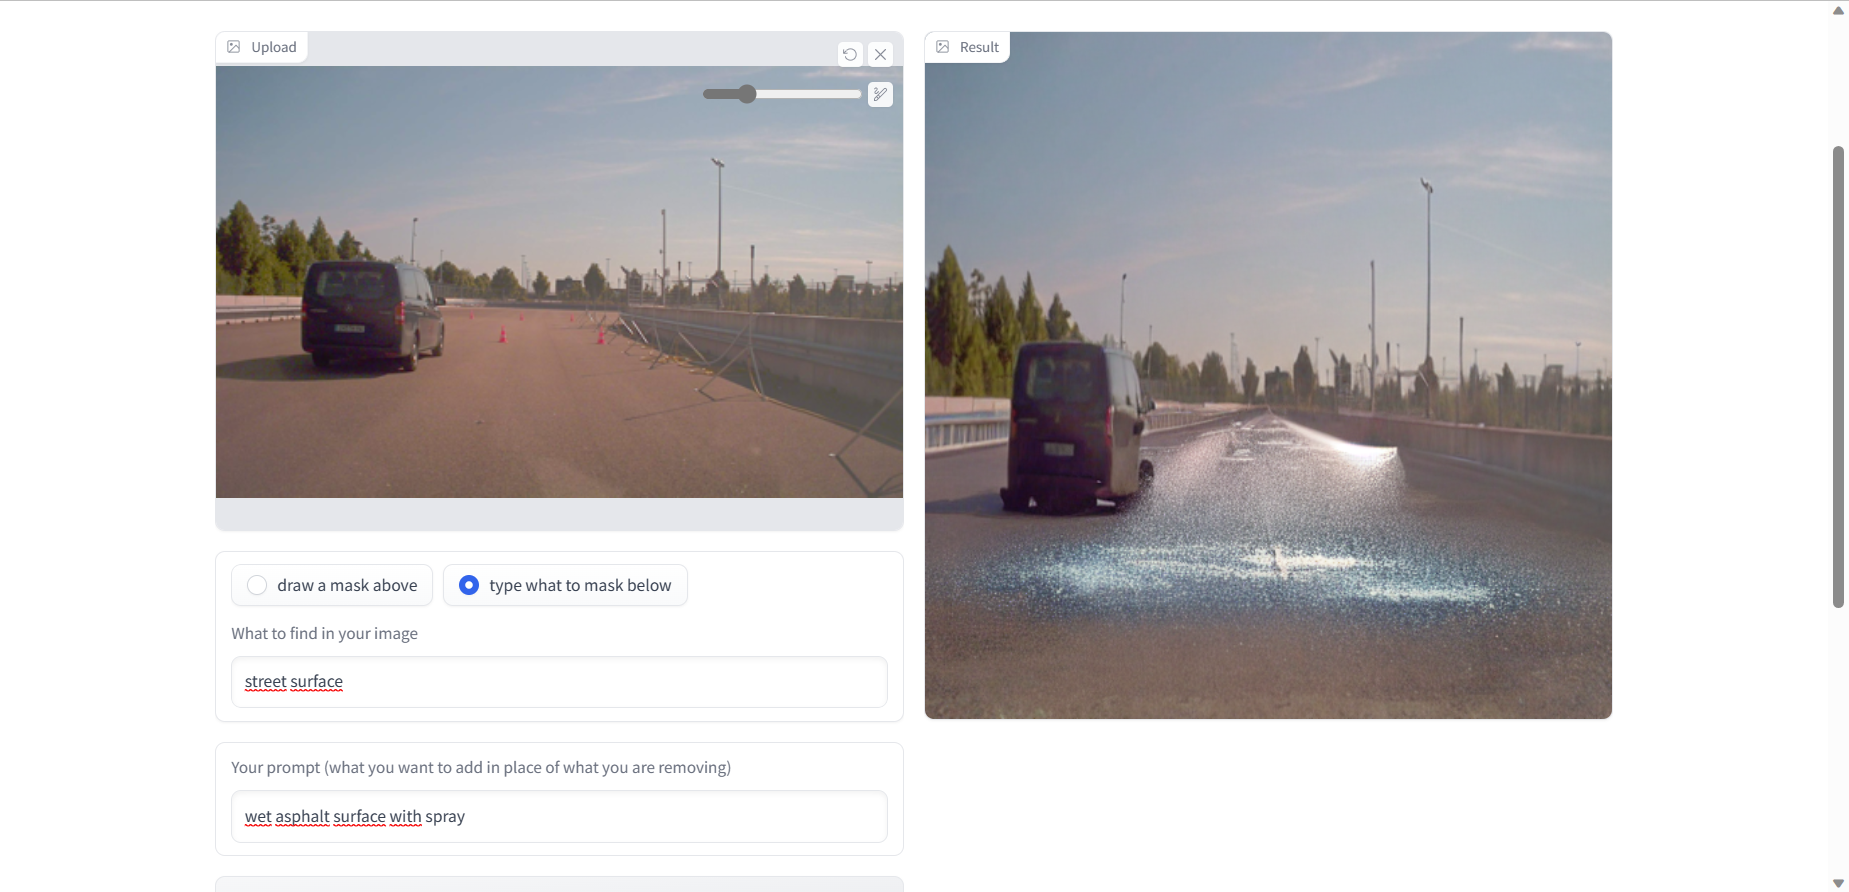 Upload
Result
draw a mask above
type what to mask below
What to find in your image
street surface
Your prompt (what you want to add in place of what you are removing)
wet asphalt surface with spray